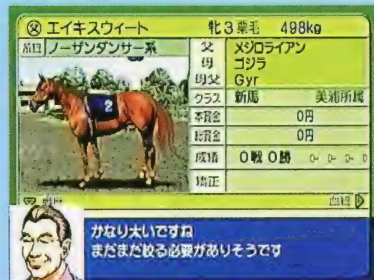 父 エイキスウィート 牝3栗毛 498kg
系統 ノーザンダンサー系
父 メジロライアン
母 ゴジラ
母父 Gyr
クラス 新馬 美浦所属
本賞金 0円
総賞金 0円
成績 0戦0勝 0- 0- 0- 0
矯正
血統
2
かなり太いですね
まだまだ絞る必要がありそうです